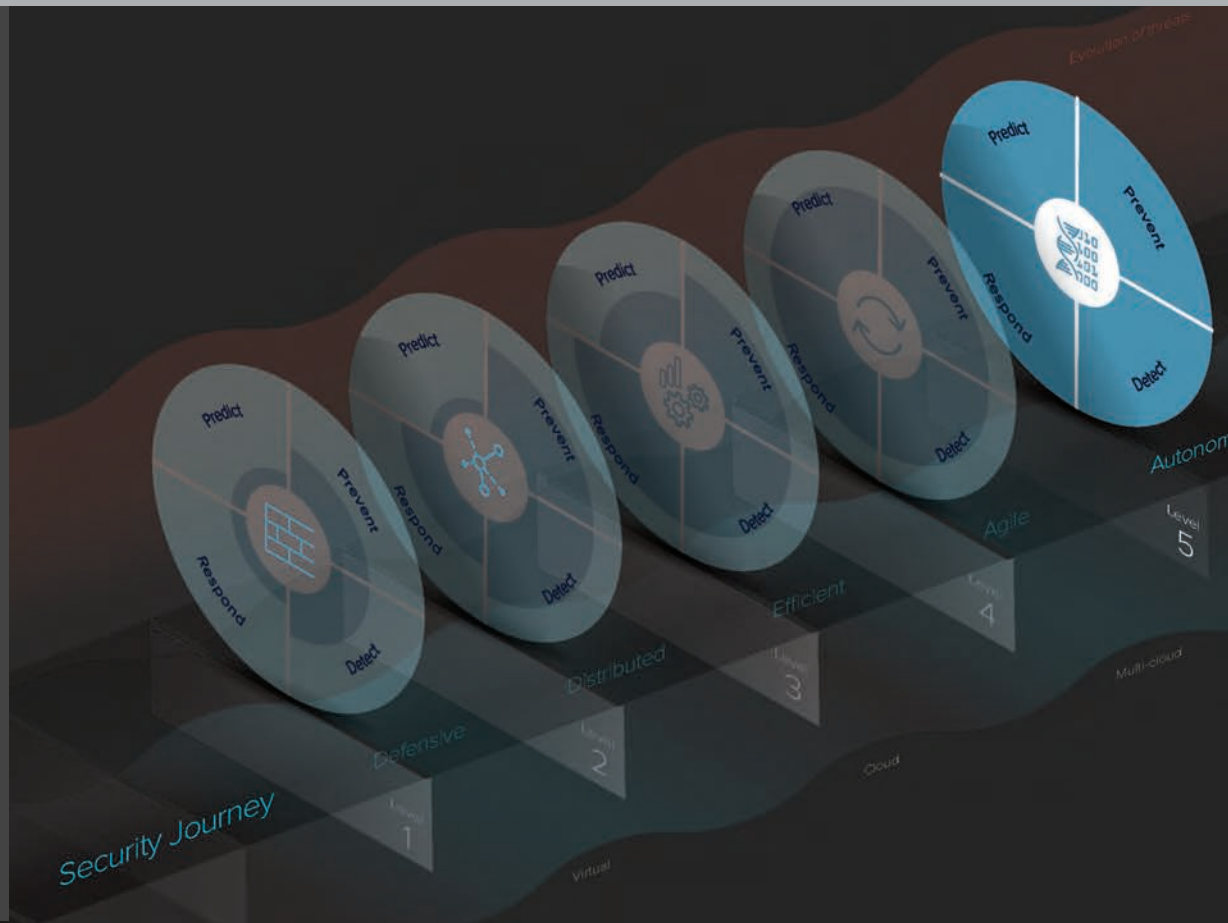 Evolution of threats
Predict
Prevent
Respond
Detect
Predict
Prevent
Respond
Detect
Predict
Prevent
Respond
Detect
Predict
Prevent
Respond
Detect
Predict
Prevent
Respond
Detect
Defensive
Distributed
Efficient
Agile
Autonom
Level
1
Level
2
Level
3
Level
4
Level
5
Security Journey
Virtual
Cloud
Multi-cloud